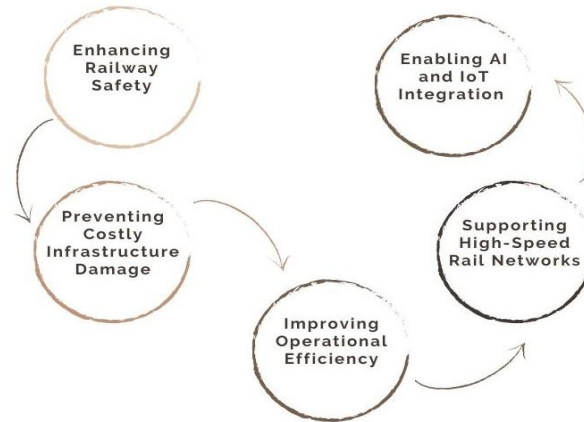 Enhancing
Railway
Safety
Preventing
Costly
Infrastructure
Damage
Improving
Operational
Efficiency
Supporting
High-Speed
Rail Networks
Enabling AI
and IoT
Integration